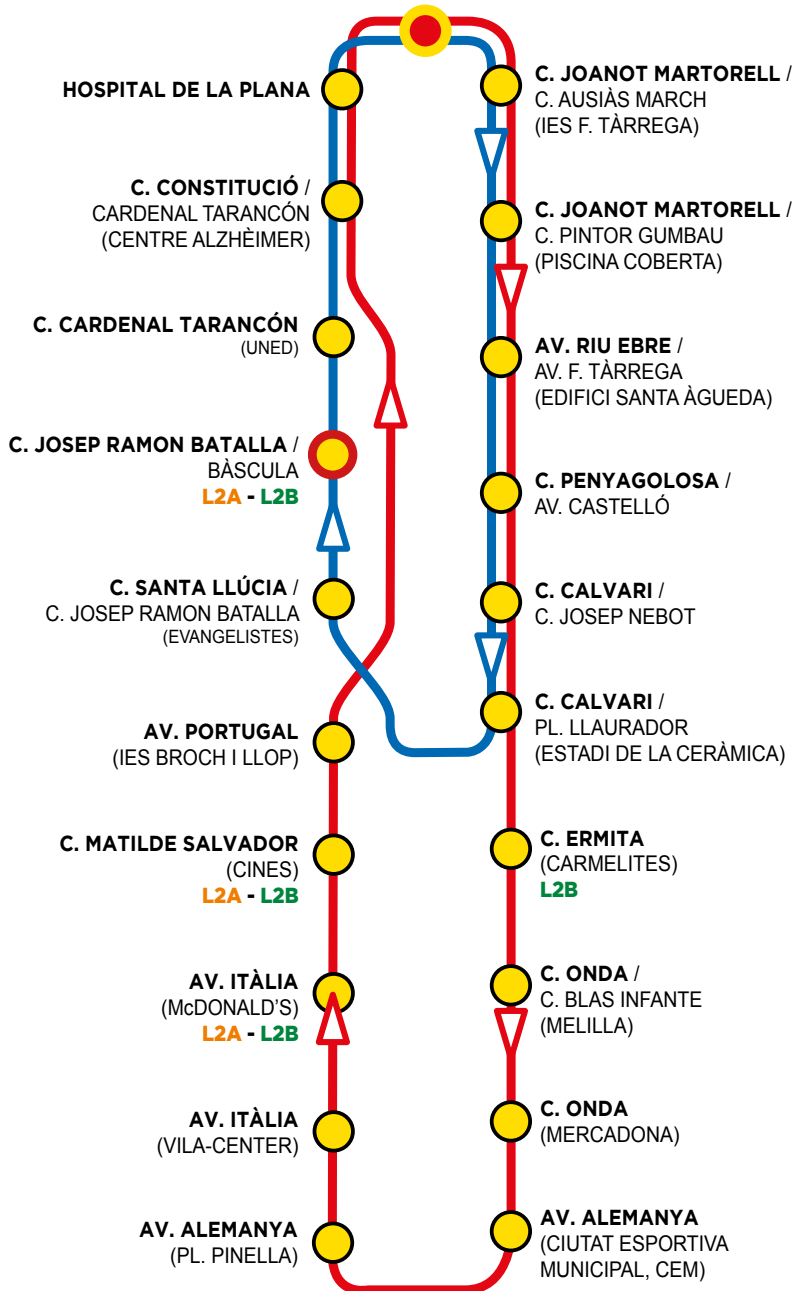 HOSPITAL DE LA PLANA
C. CONSTITUCIÓ /
CARDENAL TARANCÓN
(CENTRE ALZHÈIMER)
C. CARDENAL TARANCÓN
(UNED)
C. JOSEP RAMON BATALLA /
BÀSCULA
L2A - L2B
C. SANTA LLÚCIA /
C. JOSEP RAMON BATALLA
(EVANGELISTES)
AV. PORTUGAL
(IES BROCH I LLOP)
C. MATILDE SALVADOR
(CINES)
L2A - L2B
AV. ITÀLIA
(McDONALD'S)
L2A - L2B
AV. ITÀLIA
(VILA-CENTER)
AV. ALEMANYA
(PL. PINELLA)
C. JOANOT MARTORELL /
C. AUSIÀS MARCH
(IES F. TÀRREGA)
C. JOANOT MARTORELL /
C. PINTOR GUMBAU
(PISCINA COBERTA)
AV. RIU EBRE /
AV. F. TÀRREGA
(EDIFICI SANTA ÀGUEDA)
C. PENYAGOLOSA /
AV. CASTELLÓ
C. CALVARI /
C. JOSEP NEBOT
C. CALVARI /
PL. LLAURADOR
(ESTADI DE LA CERÀMICA)
C. ERMITA
(CARMELITES)
L2B
C. ONDA /
C. BLAS INFANTE
(MELILLA)
C. ONDA
(MERCADONA)
AV. ALEMANYA
(CIUTAT ESPORTIVA
MUNICIPAL, CEM)